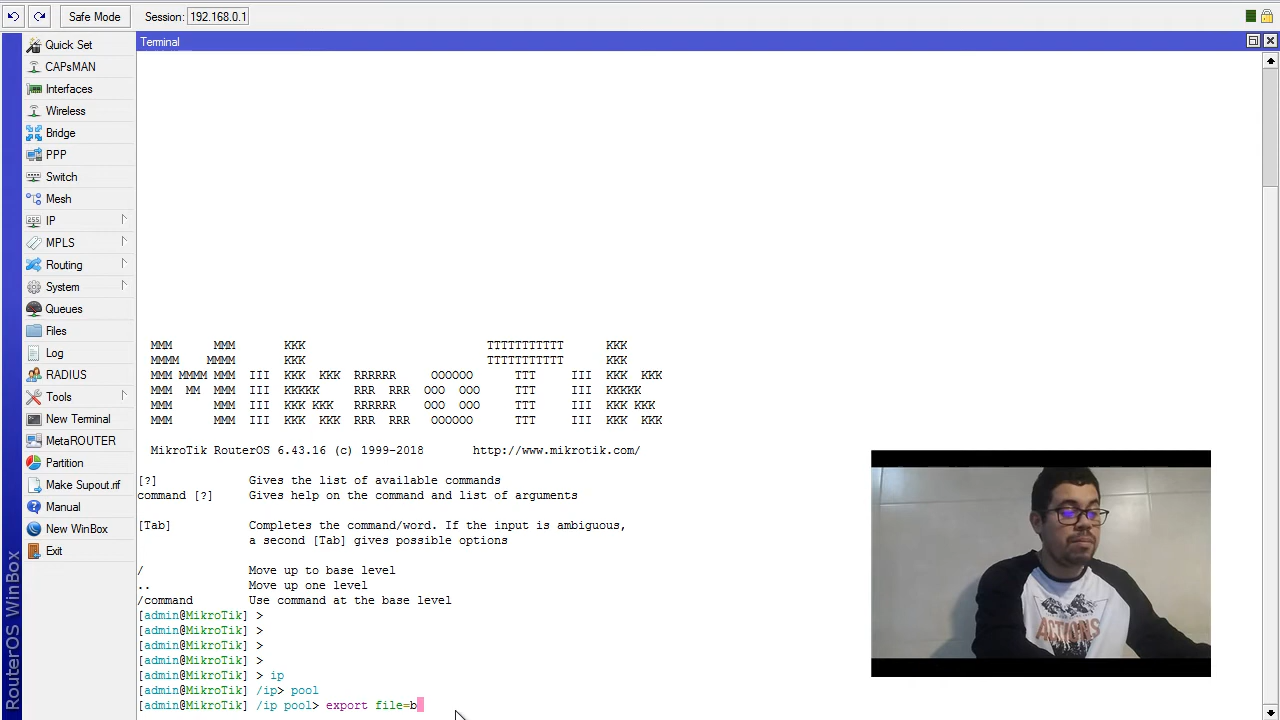 Safe Mode Session: 192.168.0.1
Terminal
Quick Set
CAPsMAN
Interfaces
Wireless
Bridge
PPP
Switch
Mesh
IP
MPLS
Routing
System
Queues
Files
Log
RADIUS
Tools
New Terminal
MetaROUTER
Partition
Make Supout.rif
Manual
New WinBox
Exit
RouterOS WinBox
MMM MMM KKK TTTTTTTTTTT KKK
MMMM MMMM KKK TTTTTTTTTTT KKK
MMM MMMM MMM III KKK KKK RRRRRR OOOOOO TTT III KKK KKK
MMM MM MMM III KKKKK RRR RRR OOO OOO TTT III KKKKK
MMM MMM III KKK KKK RRRRRR OOO OOO TTT III KKK KKK
MMM MMM III KKK KKK RRR RRR OOOOOO TTT III KKK KKK
MikroTik RouterOS 6.43.16 (c) 1999-2018 http://www.mikrotik.com/
[?] Gives the list of available commands
command [?] Gives help on the command and list of arguments
[Tab] Completes the command/word. If the input is ambiguous,
a second [Tab] gives possible options
/ Move up to base level
.. Move up one level
/command Use command at the base level
[admin@MikroTik] >
[admin@MikroTik] >
[admin@MikroTik] >
[admin@MikroTik] >
[admin@MikroTik] > ip
[admin@MikroTik] /ip> pool
[admin@MikroTik] /ip pool> export file=b